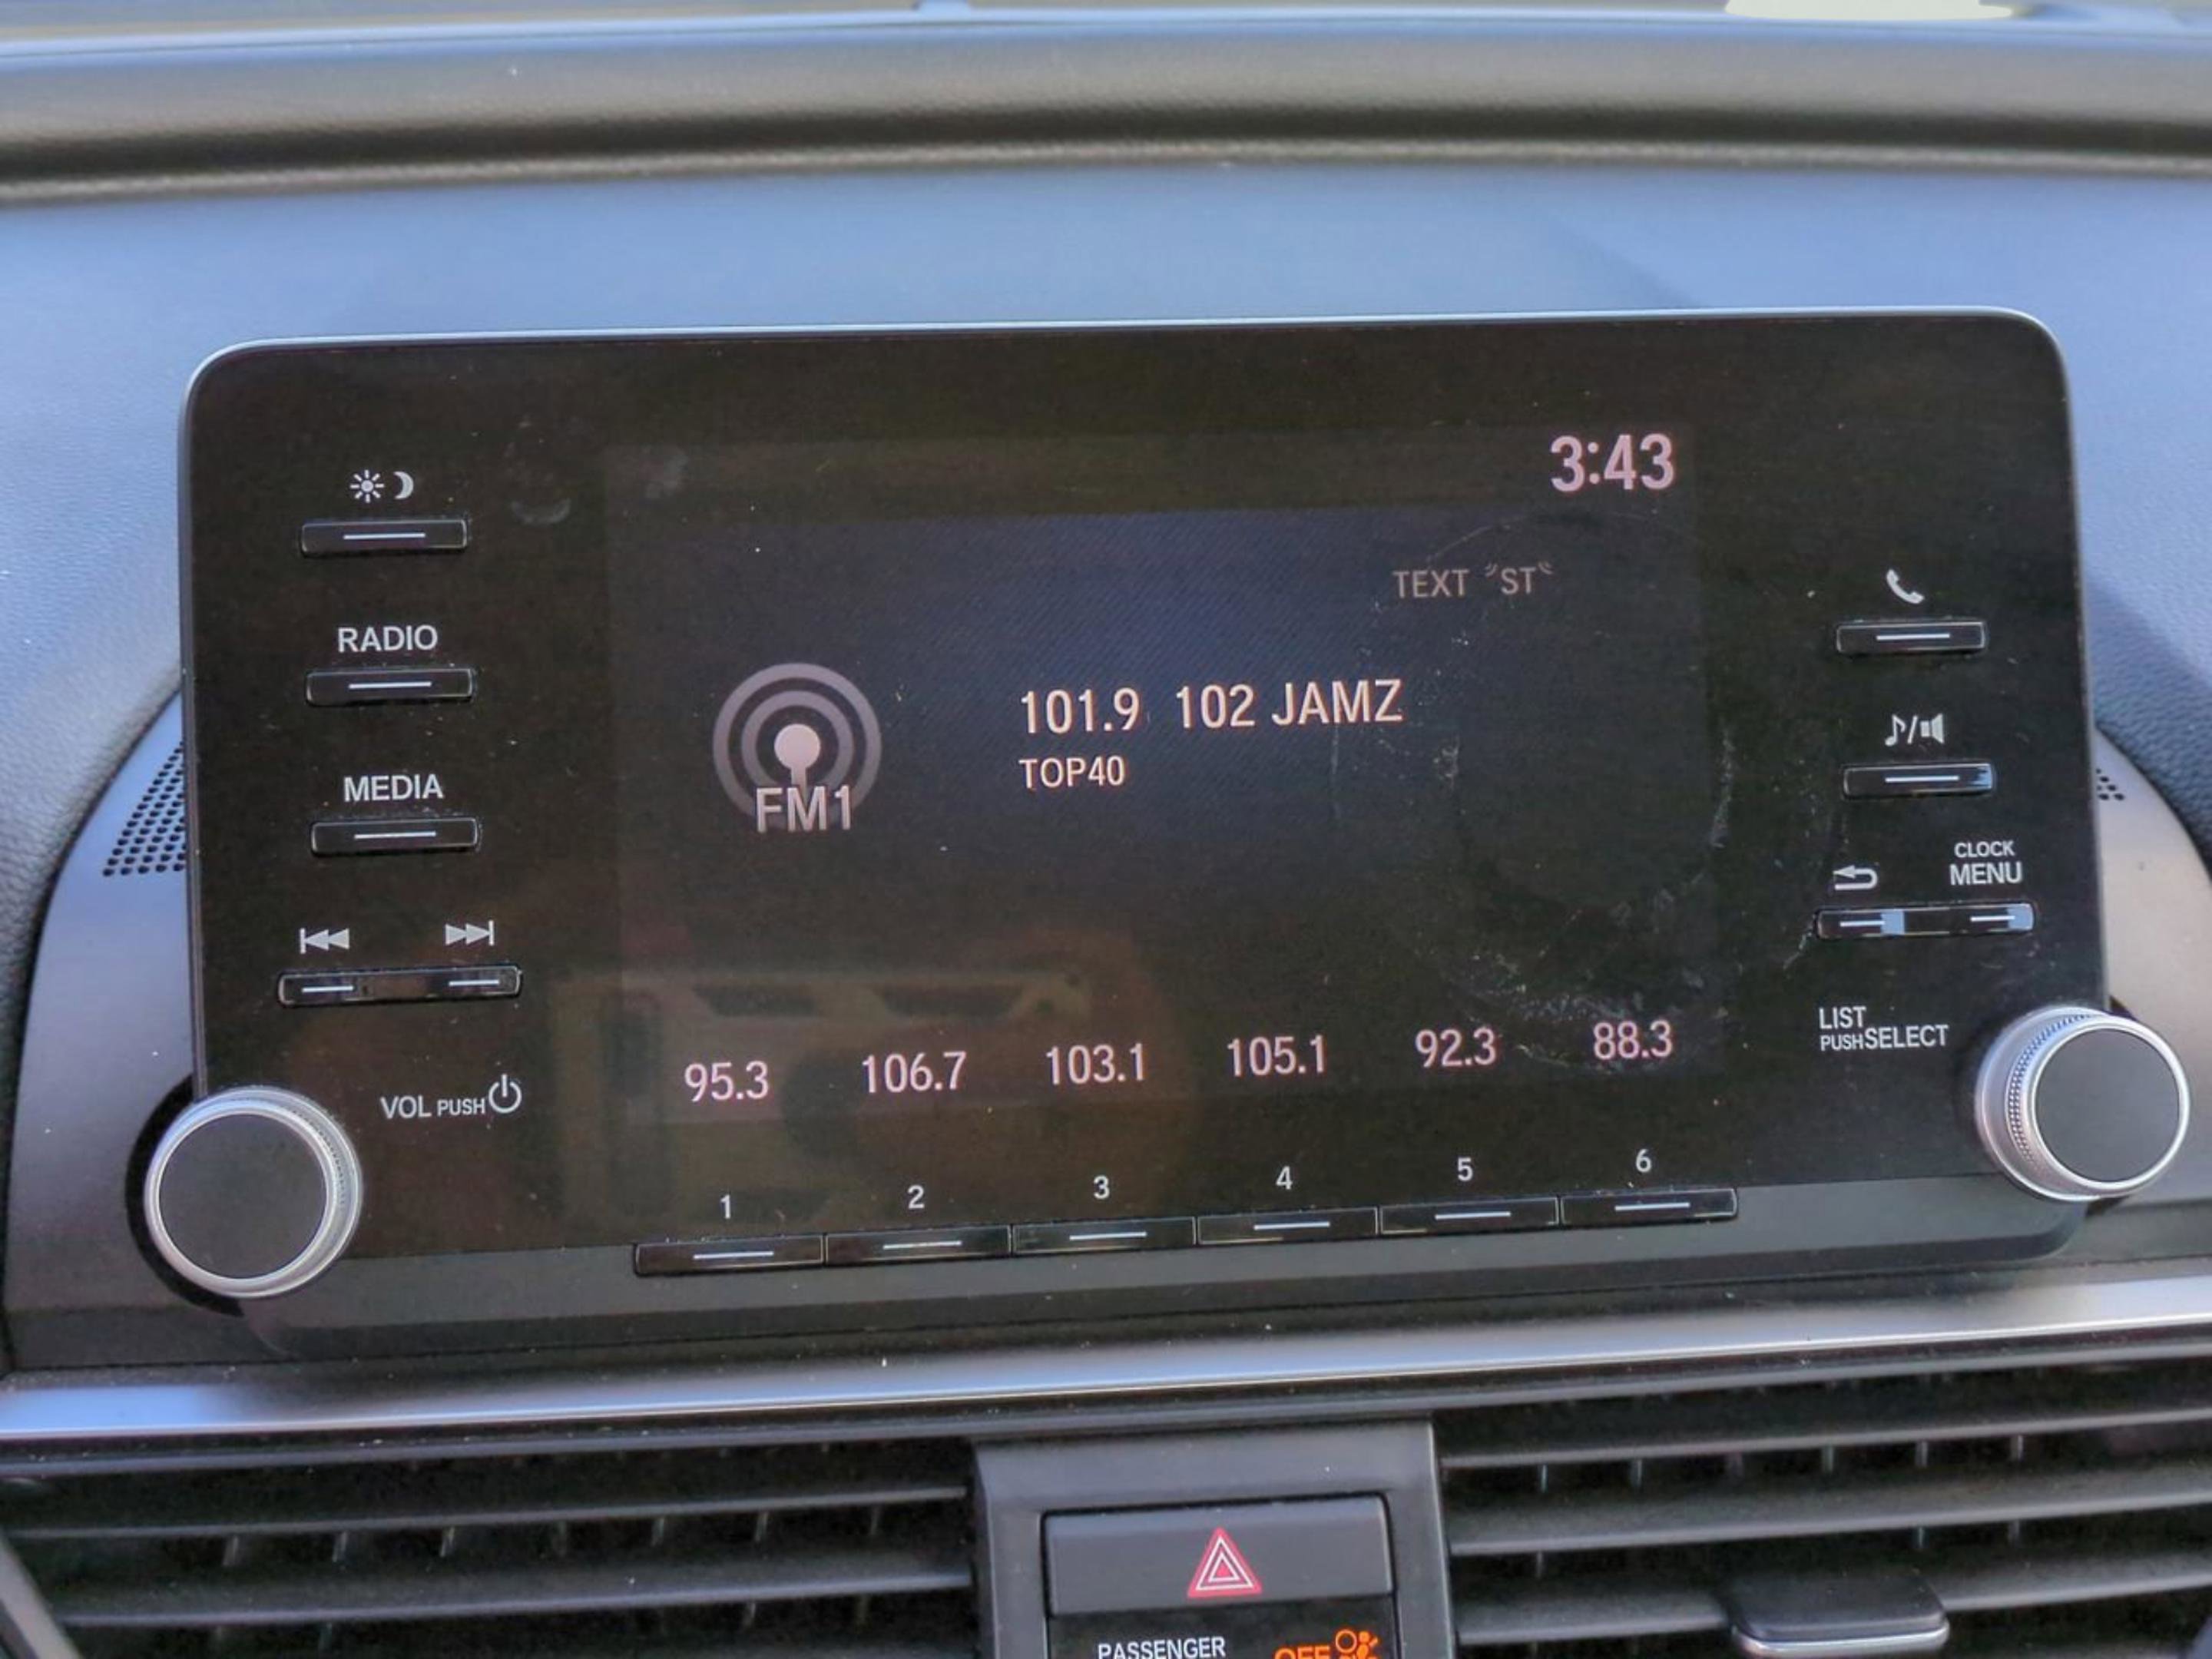 3:43
TEXT "ST"
RADIO
101.9 102 JAMZ
TOP40
MEDIA
FM1
CLOCK
MENU
LIST
PUSH SELECT
95.3 106.7 103.1 105.1 92.3 88.3
VOL PUSH
1 2 3 4 5 6
PASSENGER
OFF